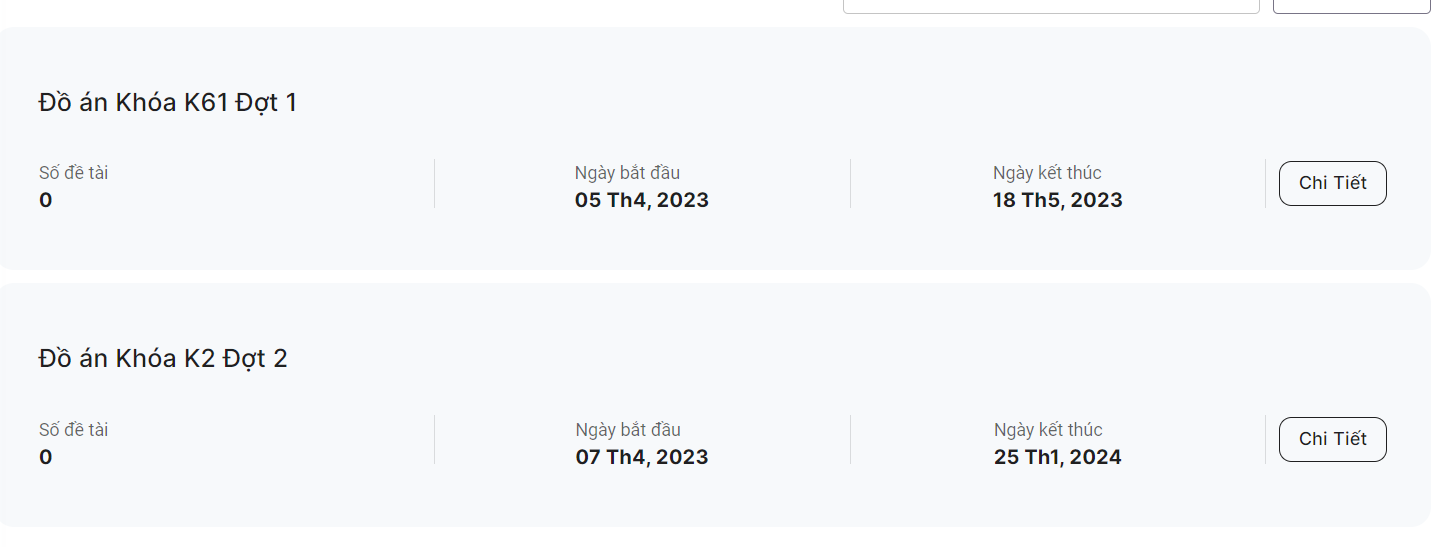 Đồ án Khóa K61 Đợt 1
Số đề tài
0
Ngày bắt đầu
05 Th4, 2023
Ngày kết thúc
18 Th5, 2023
Chi Tiết
Đồ án Khóa K2 Đợt 2
Số đề tài
0
Ngày bắt đầu
07 Th4, 2023
Ngày kết thúc
25 Th1, 2024
Chi Tiết